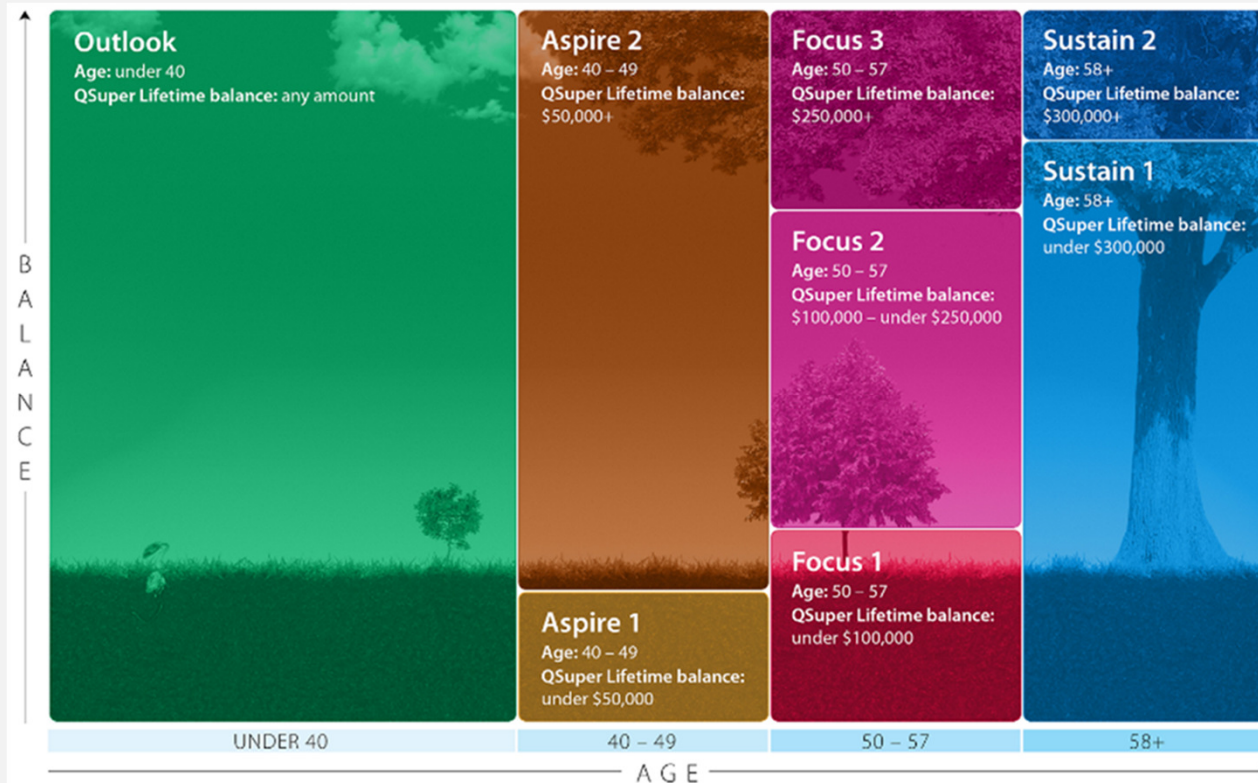 Outlook
Age: under 40
QSuper Lifetime balance: any amount
Aspire 2
Age: 40 – 49
QSuper Lifetime balance:
$50,000+
Focus 3
Age: 50 – 57
QSuper Lifetime balance:
$250,000+
Sustain 2
Age: 58+
QSuper Lifetime balance:
$300,000+
Sustain 1
Age: 58+
QSuper Lifetime balance:
under $300,000
Focus 2
Age: 50 – 57
QSuper Lifetime balance:
$100,000 – under $250,000
Focus 1
Age: 50 – 57
QSuper Lifetime balance:
under $100,000
Aspire 1
Age: 40 – 49
QSuper Lifetime balance:
under $50,000
BALANCE
UNDER 40
40 – 49
50 – 57
58+
AGE